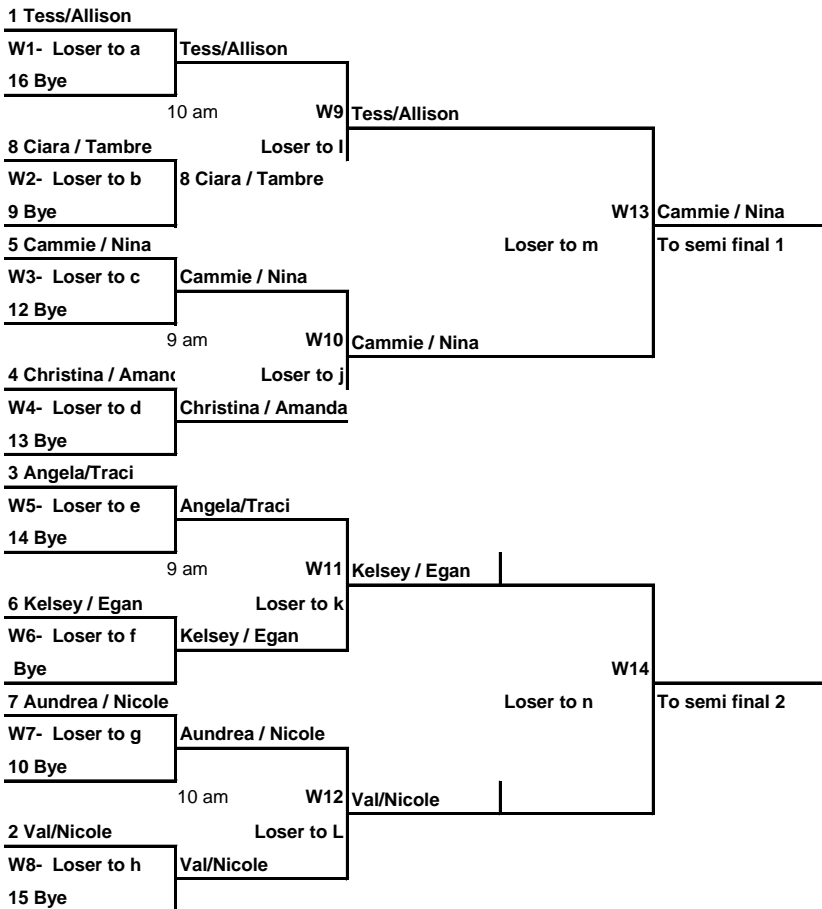 1 Tess/Allison
W1- Loser to a Tess/Allison
16 Bye
10 am W9 Tess/Allison
8 Ciara / Tambre Loser to I
W2- Loser to b 8 Ciara / Tambre
9 Bye W13 Cammie / Nina
5 Cammie / Nina Loser to m To semi final 1
W3- Loser to c Cammie / Nina
12 Bye
9 am W10 Cammie / Nina
4 Christina / Amand Loser to j
W4- Loser to d Christina / Amanda
13 Bye
3 Angela/Traci
W5- Loser to e Angela/Traci
14 Bye
9 am W11 Kelsey / Egan
6 Kelsey / Egan Loser to k
W6- Loser to f Kelsey / Egan
Bye W14
7 Aundrea / Nicole Loser to n To semi final 2
W7- Loser to g Aundrea / Nicole
10 Bye
10 am W12 Val/Nicole
2 Val/Nicole Loser to L
W8- Loser to h Val/Nicole
15 Bye